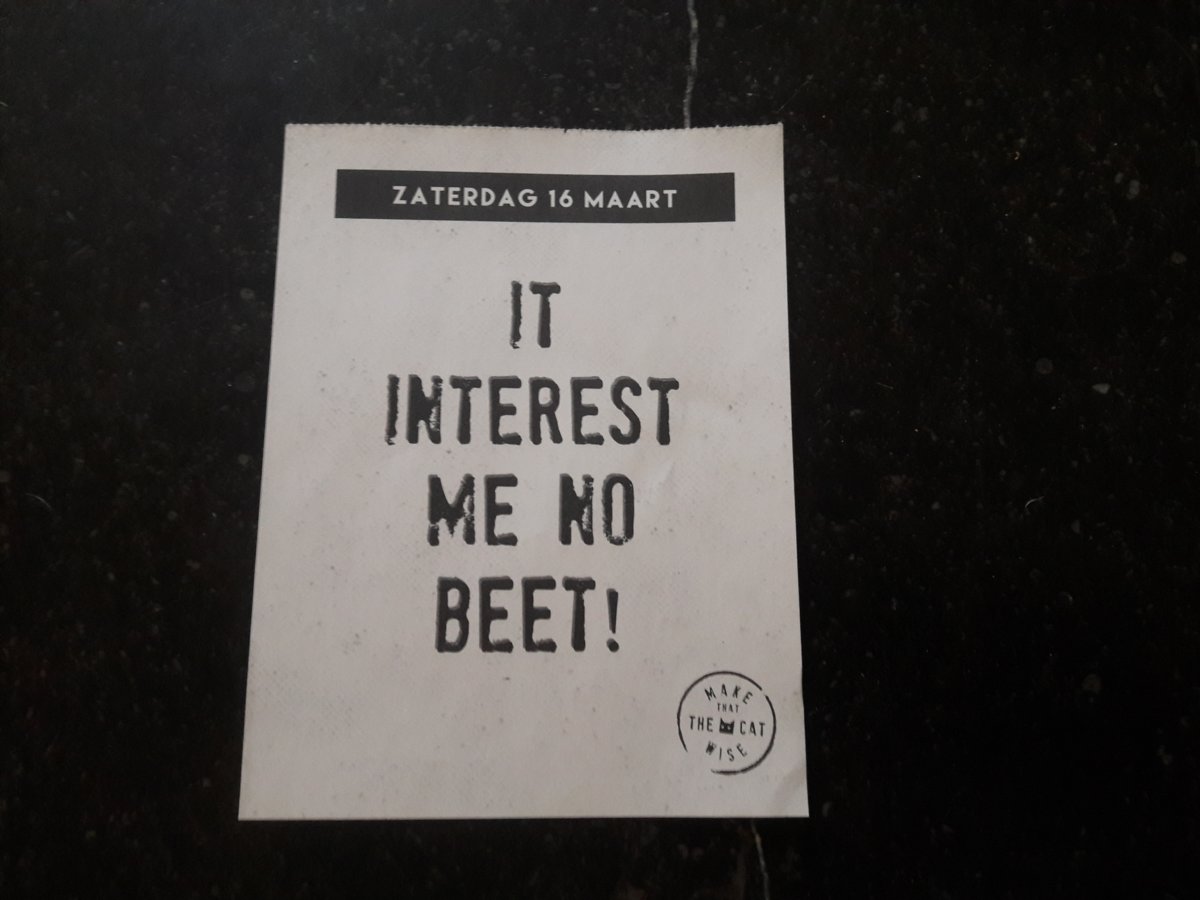 ZATERDAG 16 MAART
IT
INTEREST
ME NO
BEET!
MAKE
THAT
THE CAT
WISE